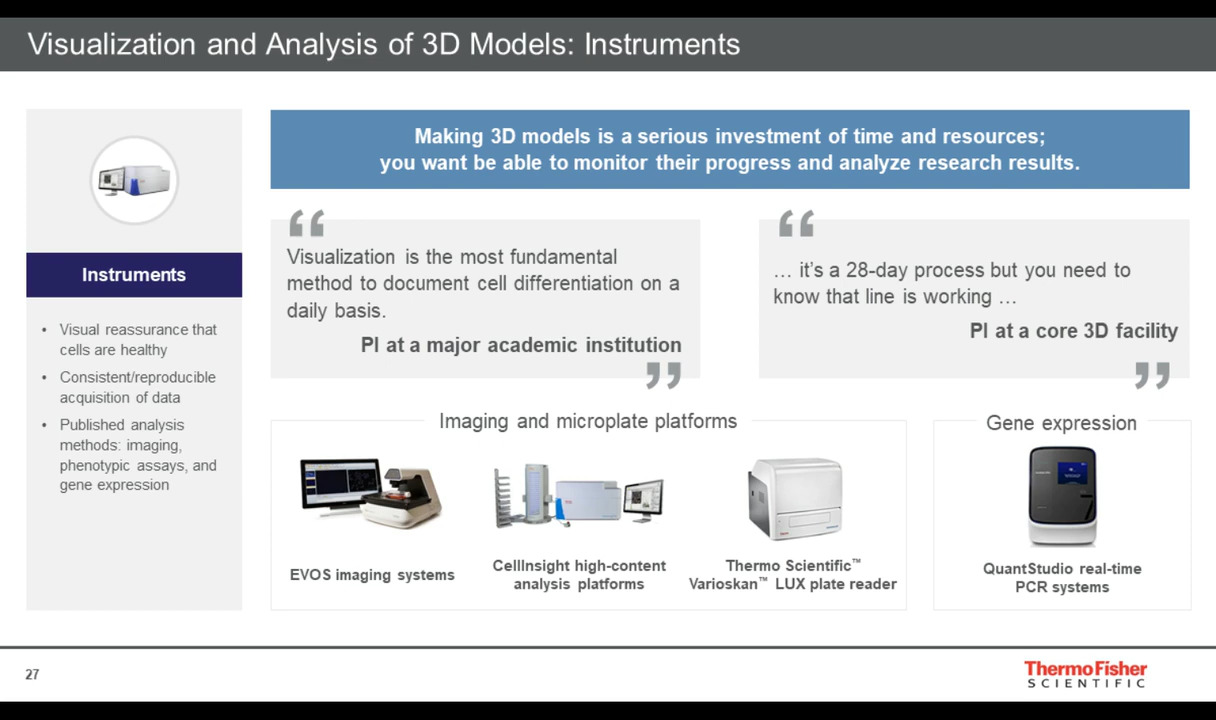 Visualization and Analysis of 3D Models: Instruments
Making 3D models is a serious investment of time and resources;
you want be able to monitor their progress and analyze research results.
Instruments
• Visual reassurance that
cells are healthy
• Consistent/reproducible
acquisition of data
• Published analysis
methods: imaging,
phenotypic assays, and
gene expression
“
Visualization is the most fundamental
method to document cell differentiation on a
daily basis.
PI at a major academic institution
”
“
… it’s a 28-day process but you need to
know that line is working …
PI at a core 3D facility
”
Imaging and microplate platforms
EVOS imaging systems
CellInsight high-content
analysis platforms
Thermo Scientific™
Varioskan™ LUX plate reader
Gene expression
QuantStudio real-time
PCR systems
27
ThermoFisher
SCIENTIFIC